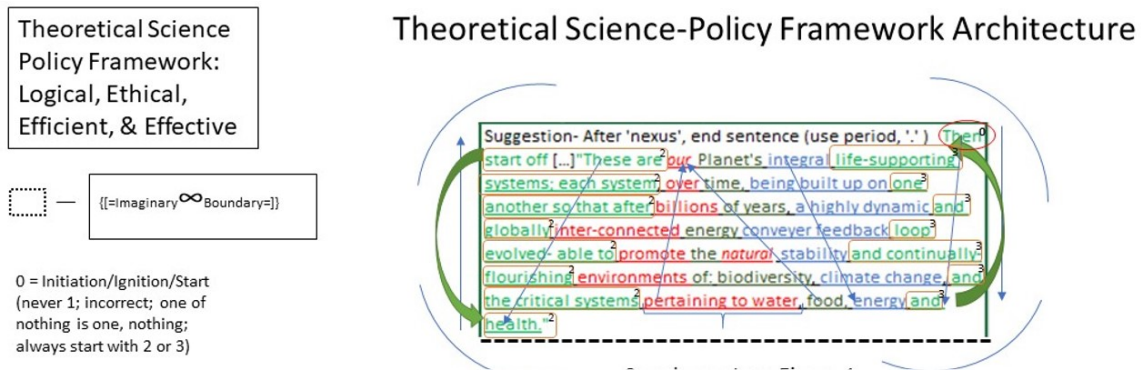 Theoretical Science
Policy Framework:
Logical, Ethical,
Efficient, & Effective
{[=Imaginary∞Boundary=]}
0 = Initiation/Ignition/Start
(never 1; incorrect; one of
nothing is one, nothing;
always start with 2 or 3)
Theoretical Science-Policy Framework Architecture
Suggestion- After 'nexus', end sentence (use period, '.' ) Then0
start off [...]"These are2 our Planet's integral life-supporting3
systems; each system2 over time, being built up on one3
another so that after2 billions of years, a highly dynamic and3
globally2 inter-connected energy conveyer feedback loop3
evolved- able to2 promote the natural stability and continually-3
flourishing2 environments of: biodiversity, climate change, and3
the critical systems2 pertaining to water, food, energy and3
health."2